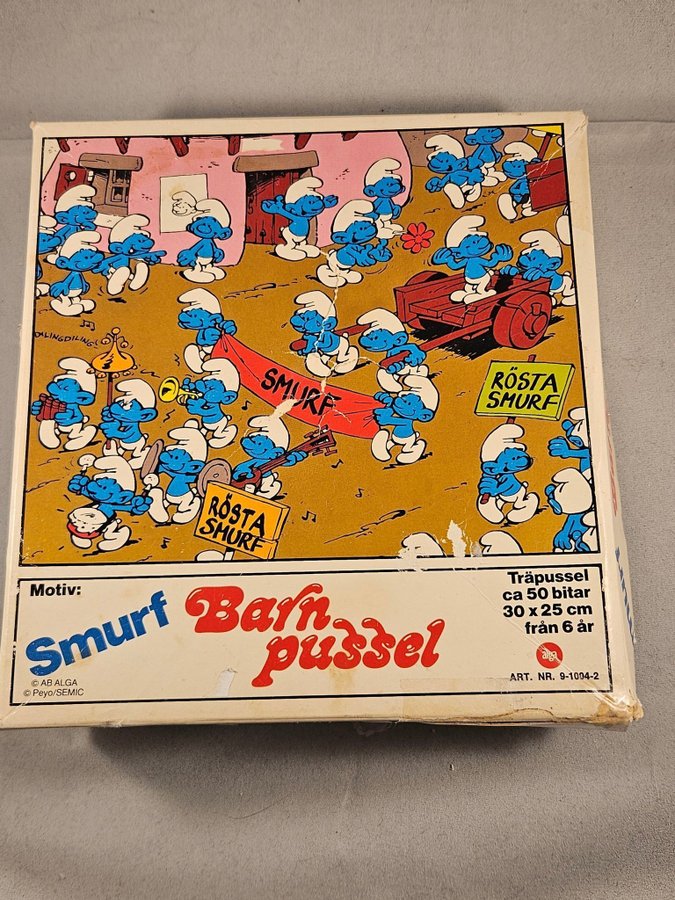 SMURF
RÖSTA
SMURF
RÖSTA
SMURF
Motiv:
Smurf
Barn
pussel
Träpussel
ca 50 bitar
30 x 25 cm
från 6 år
alga
ART. NR. 9-1004-2
© AB ALGA
© Peyo/SEMIC